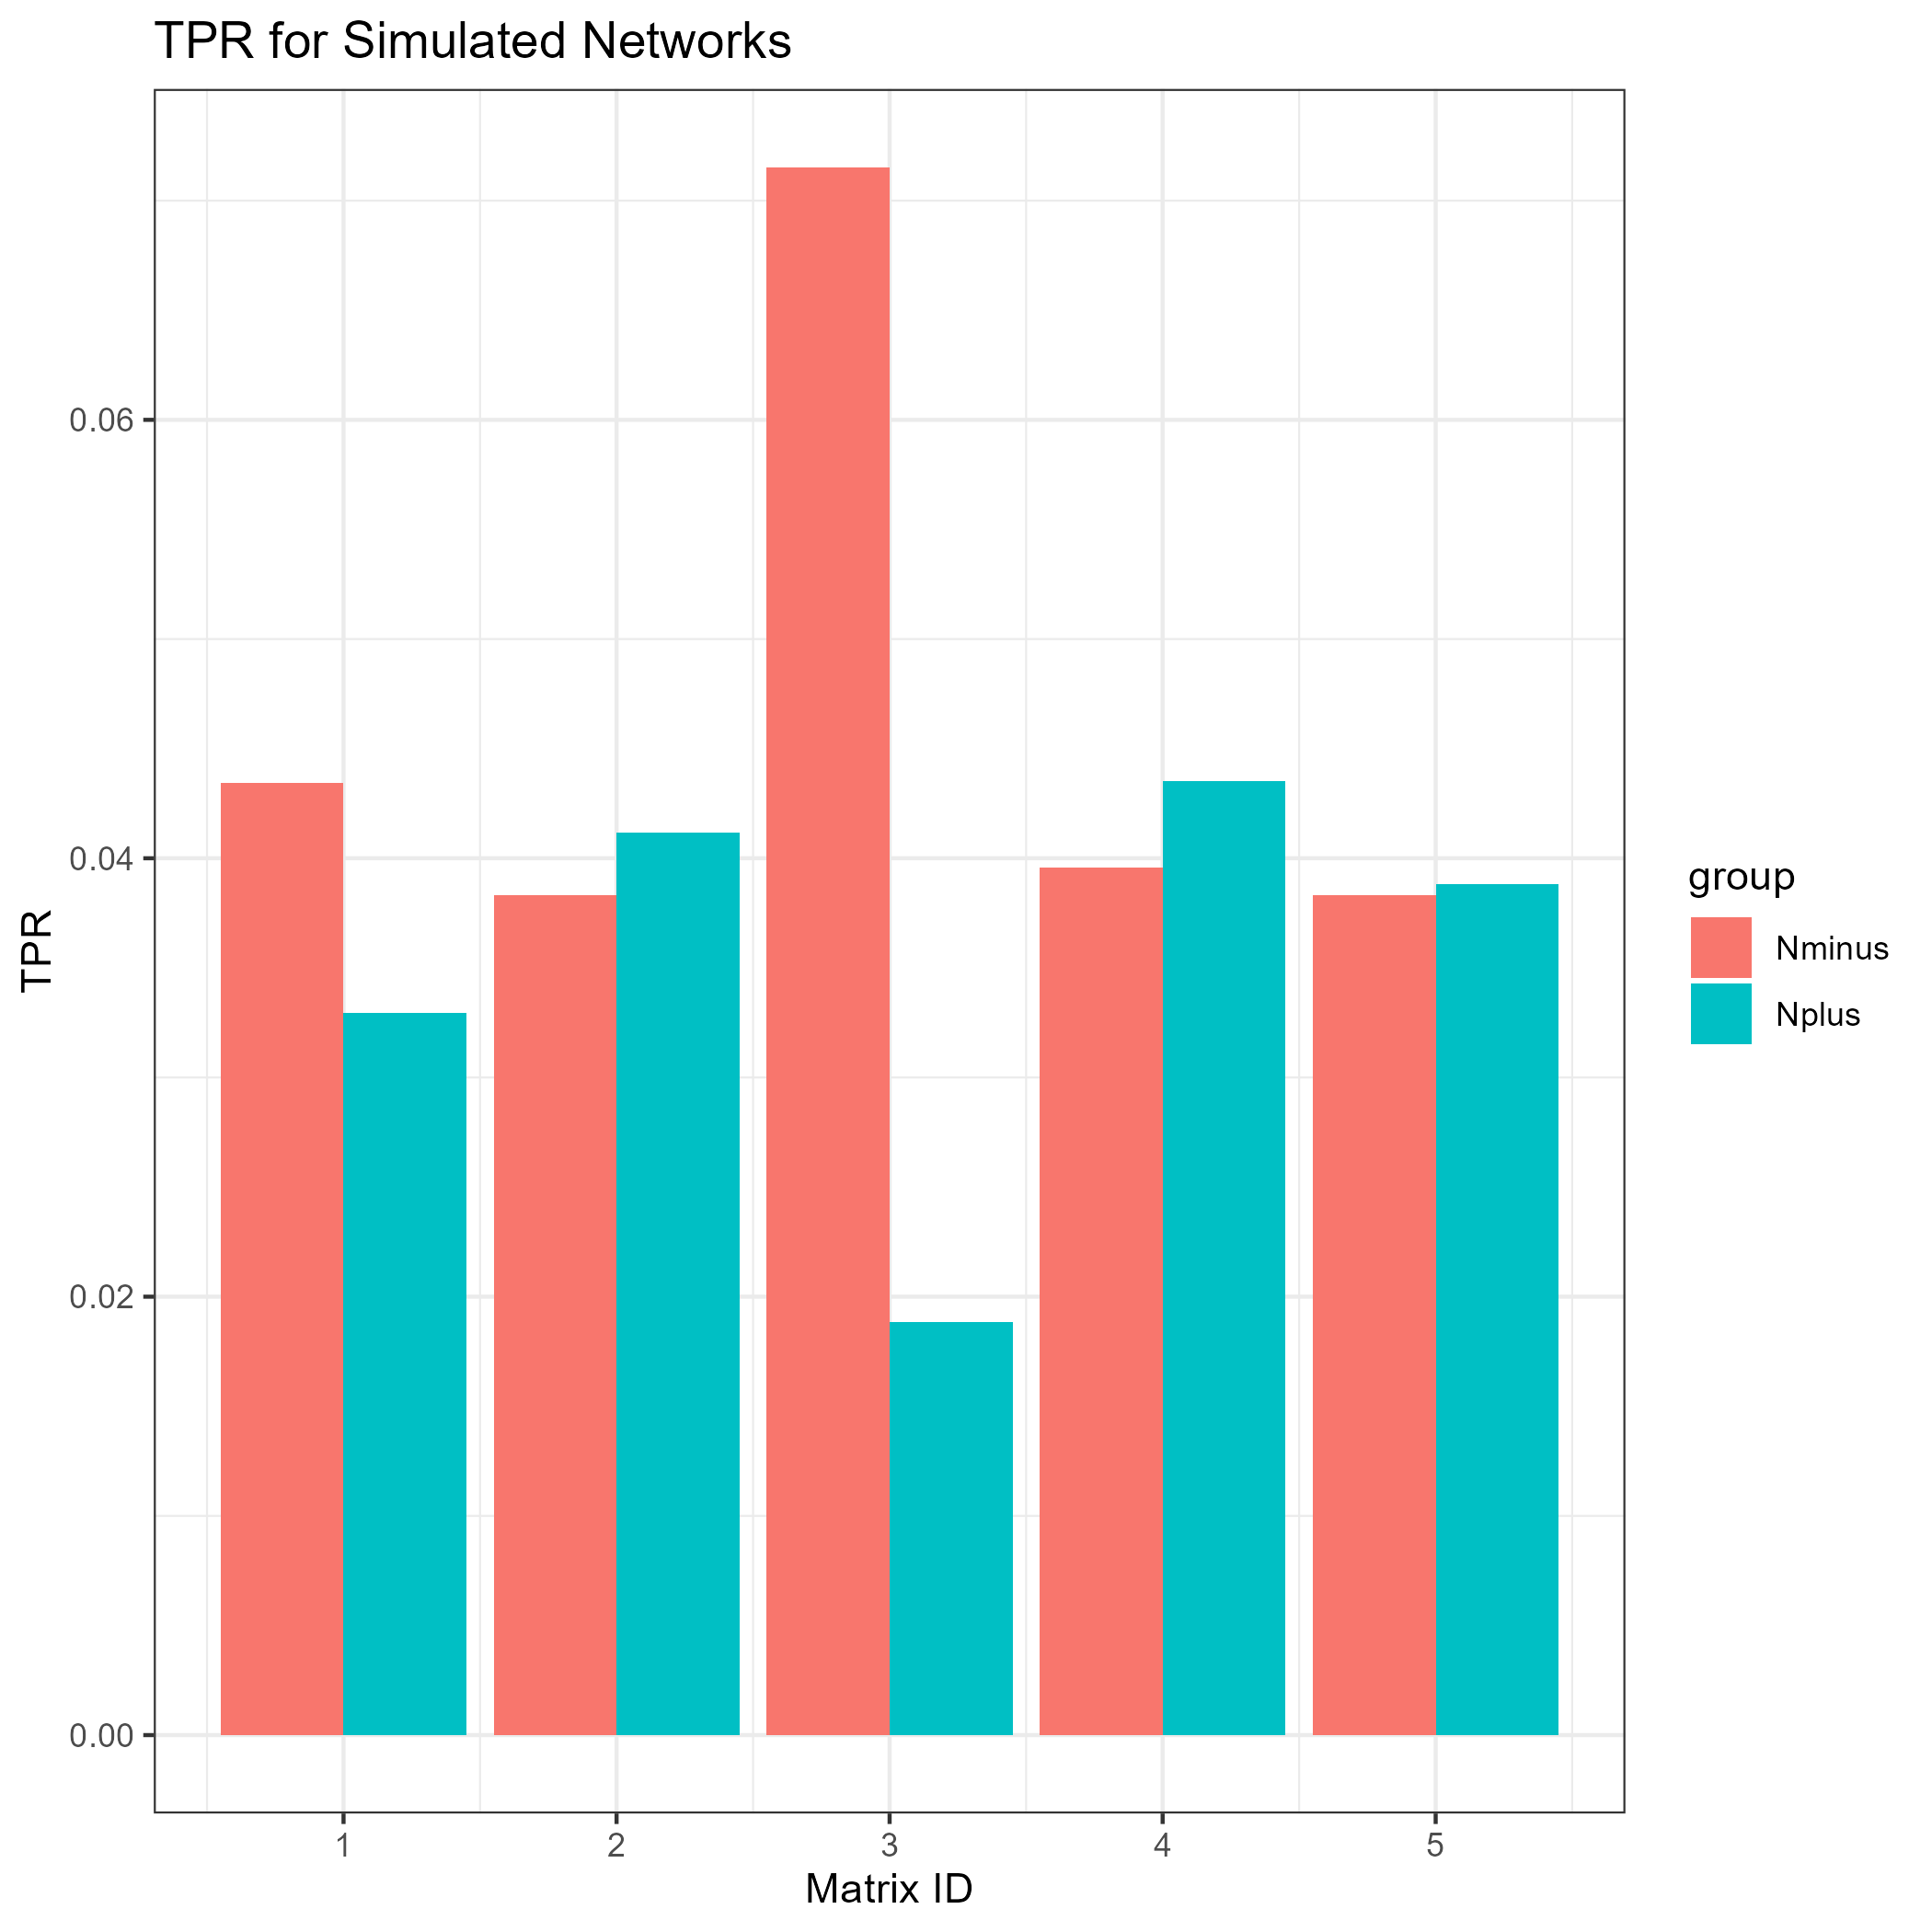 TPR for Simulated Networks
0.06
0.04
0.02
0.00
TPR
1 2 3 4 5
Matrix ID
group
Nminus
Nplus